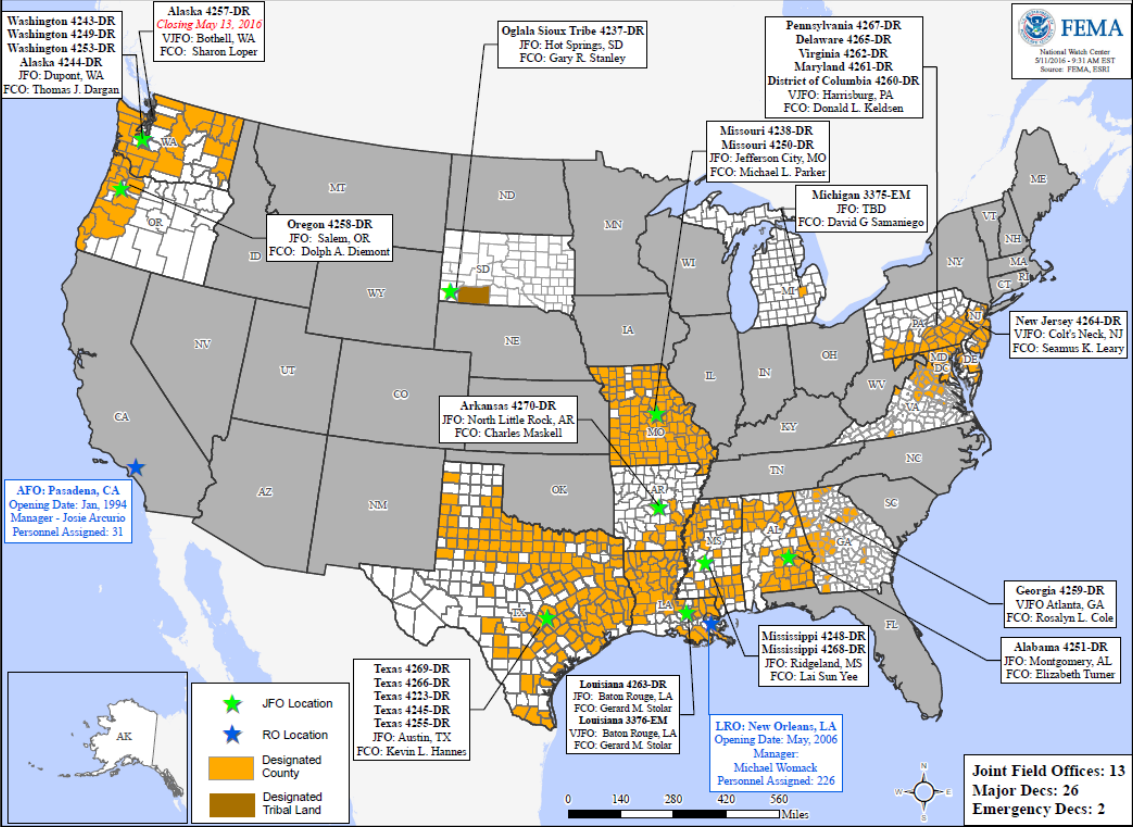 Washington 4243-DR
Washington 4249-DR
Washington 4253-DR
Alaska 4244-DR
JFO: Dupont, WA
FCO: Thomas J. Dargan
Alaska 4257-DR
Closing May 13, 2016
VJFO: Bothell, WA
FCO: Sharon Loper
Oglala Sioux Tribe 4237-DR
JFO: Hot Springs, SD
FCO: Gary R. Stanley
Pennsylvania 4267-DR
Delaware 4265-DR
Virginia 4262-DR
Maryland 4261-DR
District of Columbia 4260-DR
VJFO: Harrisburg, PA
FCO: Donald L. Keldsen
FEMA
National Watch Center
5/11/2016 - 9:31 AM EST
Source: FEMA, ESRI
Missouri 4238-DR
Missouri 4250-DR
JFO: Jefferson City, MO
FCO: Michael L. Parker
Michigan 3375-EM
JFO: TBD
FCO: David G Samaniego
Oregon 4258-DR
JFO: Salem, OR
FCO: Dolph A. Diemont
New Jersey 4264-DR
VJFO: Colt's Neck, NJ
FCO: Seamus K. Leary
Arkansas 4270-DR
JFO: North Little Rock, AR
FCO: Charles Maskell
AFO: Pasadena, CA
Opening Date: Jan, 1994
Manager - Josie Arcurio
Personnel Assigned: 31
Georgia 4259-DR
VJFO Atlanta, GA
FCO: Rosalyn L. Cole
Alabama 4251-DR
JFO: Montgomery, AL
FCO: Elizabeth Turner
Mississippi 4248-DR
Mississippi 4268-DR
JFO: Ridgeland, MS
FCO: Lai Sun Yee
Texas 4269-DR
Texas 4266-DR
Texas 4223-DR
Texas 4245-DR
Texas 4255-DR
JFO: Austin, TX
FCO: Kevin L. Hannes
Louisiana 4263-DR
JFO: Baton Rouge, LA
FCO: Gerard M. Stolar
Louisiana 3376-EM
VJFO: Baton Rouge, LA
FCO: Gerard M. Stolar
LRO: New Orleans, LA
Opening Date: May, 2006
Manager:
Michael Womack
Personnel Assigned: 226
WA
MT
ND
MN
ME
VT
NH
OR
ID
SD
WI
MI
NY
MA
CT
RI
WY
IA
PA
NJ
NV
NE
OH
MD
DE
DC
UT
CO
IL
IN
WV
VA
CA
MO
KY
NC
AZ
NM
OK
AR
TN
SC
MS
AL
GA
TX
LA
FL
AK
JFO Location
RO Location
Designated
County
Designated
Tribal Land
0 140 280 420 560
Miles
N
W
E
S
Joint Field Offices: 13
Major Decs: 26
Emergency Decs: 2